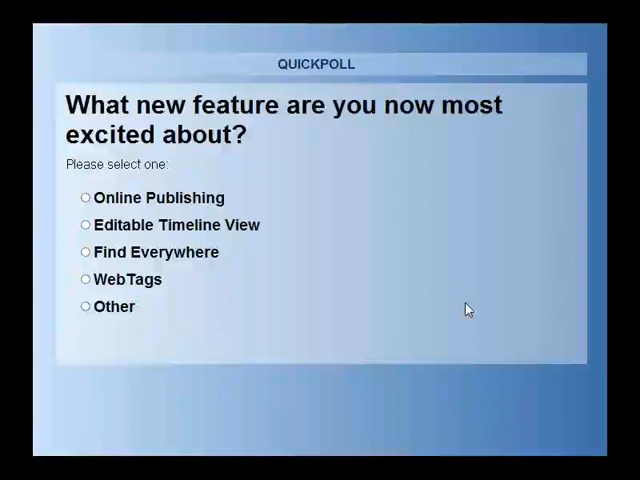 QUICKPOLL
What new feature are you now most
excited about?
Please select one:
Online Publishing
Editable Timeline View
Find Everywhere
WebTags
Other